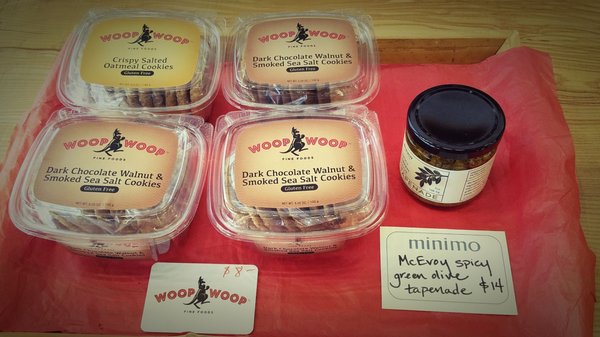 WOOP WOOP
FINE FOODS
Crispy Salted
Oatmeal Cookies
Gluten Free
WOOP WOOP
FINE FOODS
Dark Chocolate Walnut &
Smoked Sea Salt Cookies
Gluten Free
WOOP WOOP
FINE FOODS
Dark Chocolate Walnut &
Smoked Sea Salt Cookies
Gluten Free
WOOP WOOP
FINE FOODS
Dark Chocolate Walnut &
Smoked Sea Salt Cookies
Gluten Free
$8-
WOOP WOOP
FINE FOODS
minimo
McEvoy spicy
green olive
tapenade $14